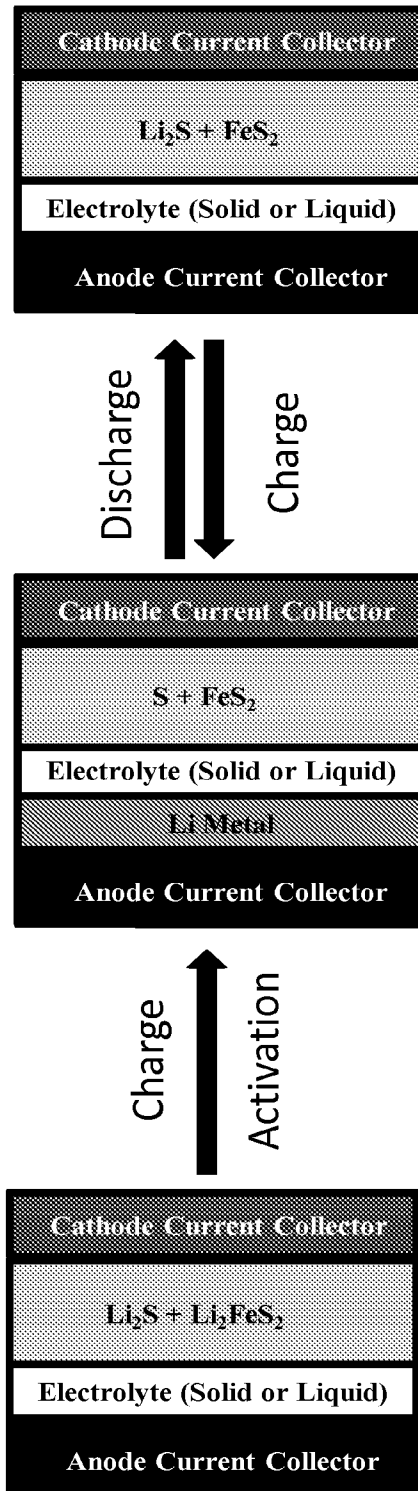 Cathode Current Collector
Li₂S + FeS₂
Electrolyte (Solid or Liquid)
Anode Current Collector
Discharge
Charge
Cathode Current Collector
S + FeS₂
Electrolyte (Solid or Liquid)
Li Metal
Anode Current Collector
Charge
Activation
Cathode Current Collector
Li₂S + Li₂FeS₂
Electrolyte (Solid or Liquid)
Anode Current Collector